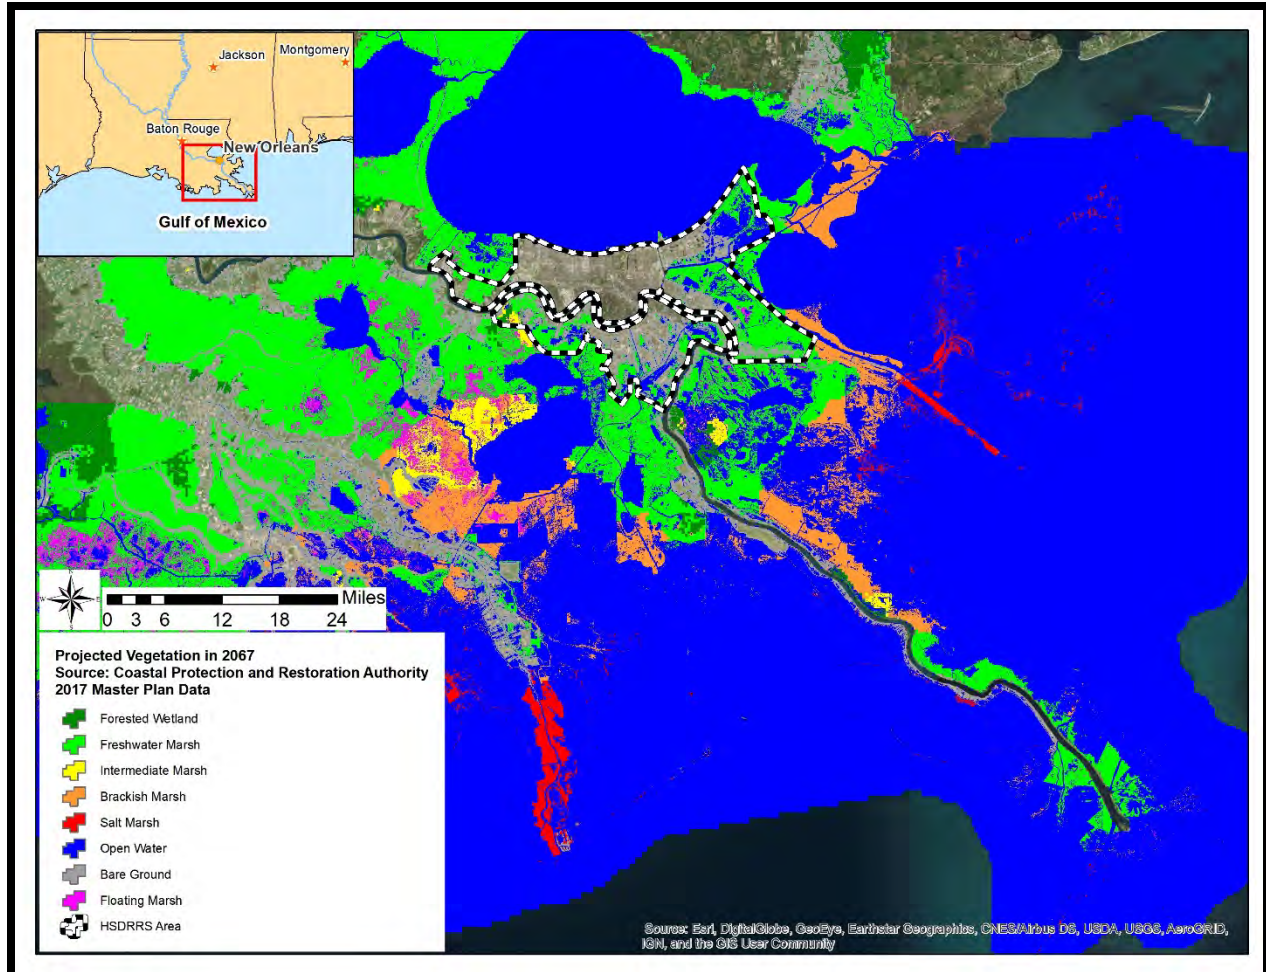 Jackson
Montgomery
Baton Rouge
New Orleans
Gulf of Mexico
N
W
E
S
Miles
0 3 6 12 18 24
Projected Vegetation in 2067
Source: Coastal Protection and Restoration Authority
2017 Master Plan Data
Forested Wetland
Freshwater Marsh
Intermediate Marsh
Brackish Marsh
Salt Marsh
Open Water
Bare Ground
Floating Marsh
HSDRRS Area
Source: Esri, DigitalGlobe, GeoEye, Earthstar Geographics, CNES/Airbus DS, USDA, USGS, AeroGRID,
IGN, and the GIS User Community